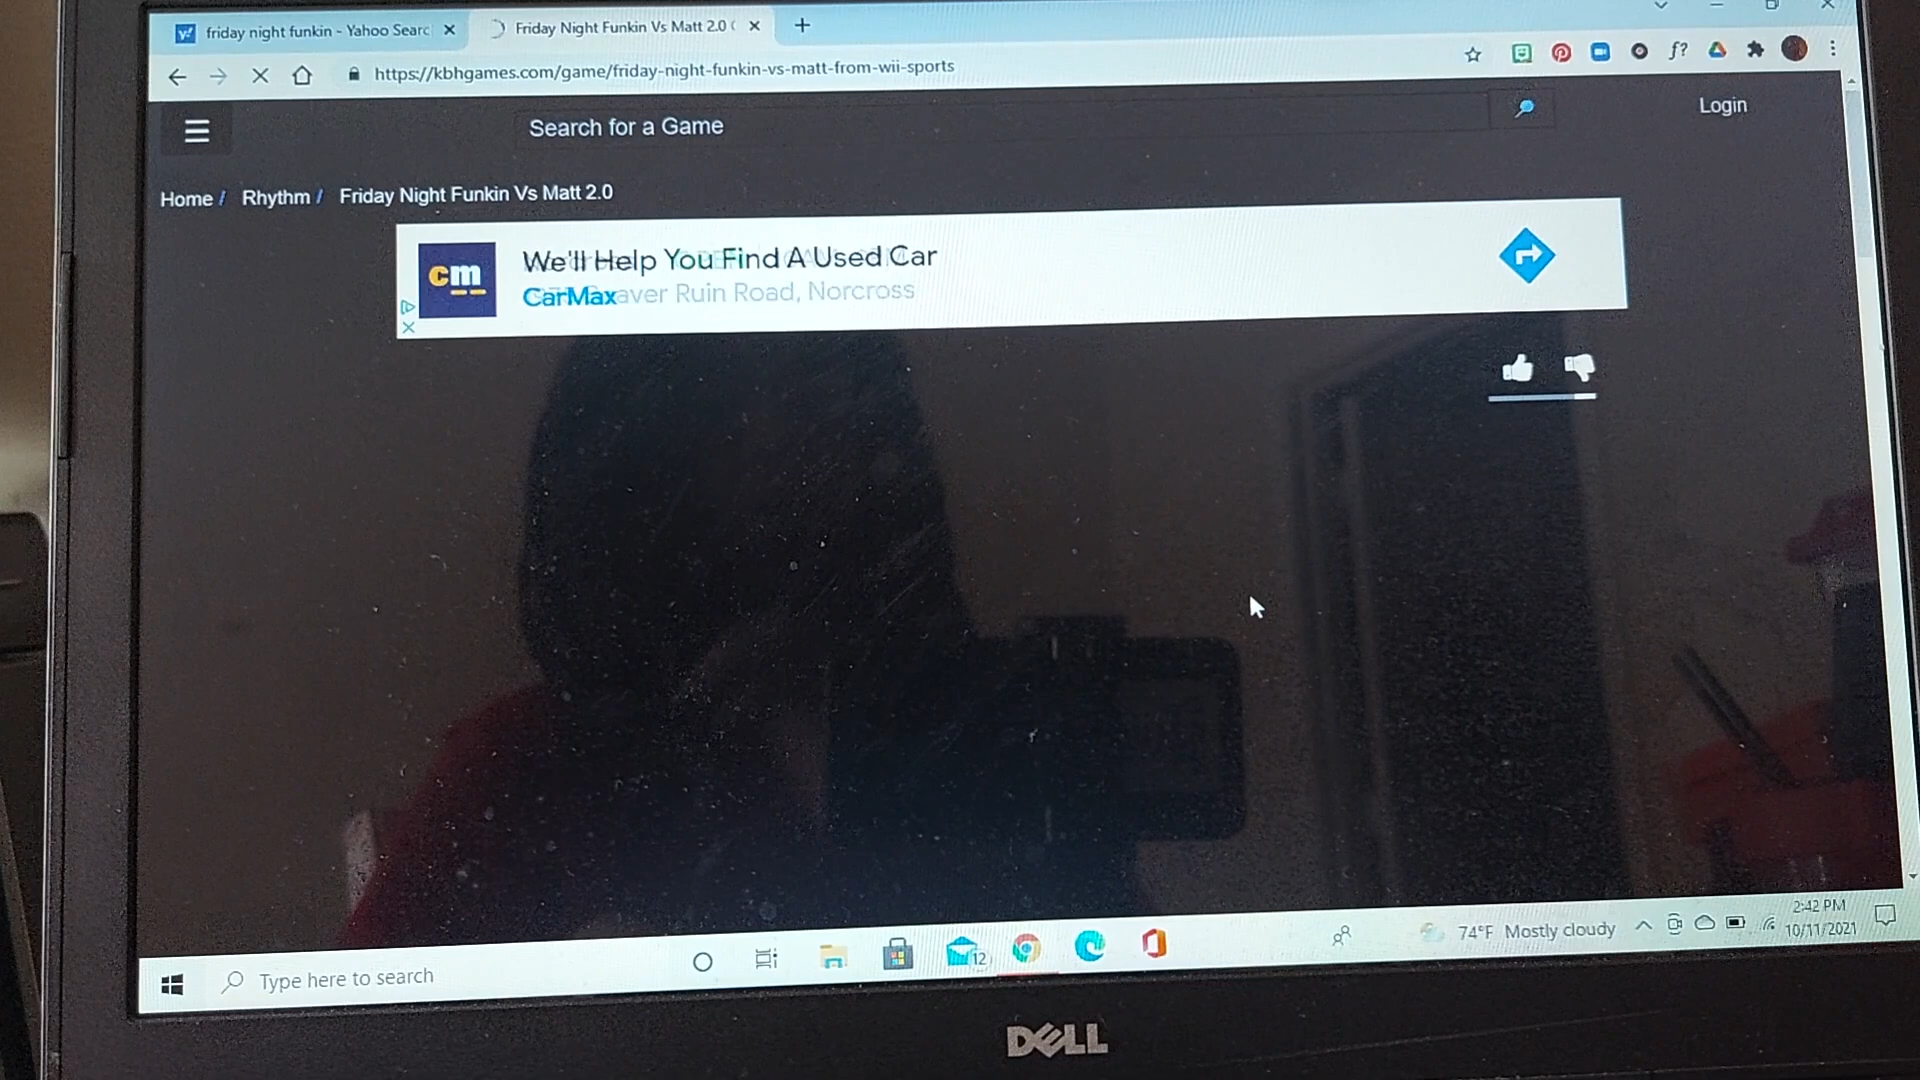 friday night funkin - Yahoo Searc
Friday Night Funkin Vs Matt 2.0
https://kbhgames.com/game/friday-night-funkin-vs-matt-from-wii-sports
f?
Search for a Game
Login
Home / Rhythm / Friday Night Funkin Vs Matt 2.0
cm
We'll Help You Find A Used Car
CarMax
aver Ruin Road, Norcross
Type here to search
12
74°F Mostly cloudy
2:42 PM
10/11/2021
DELL